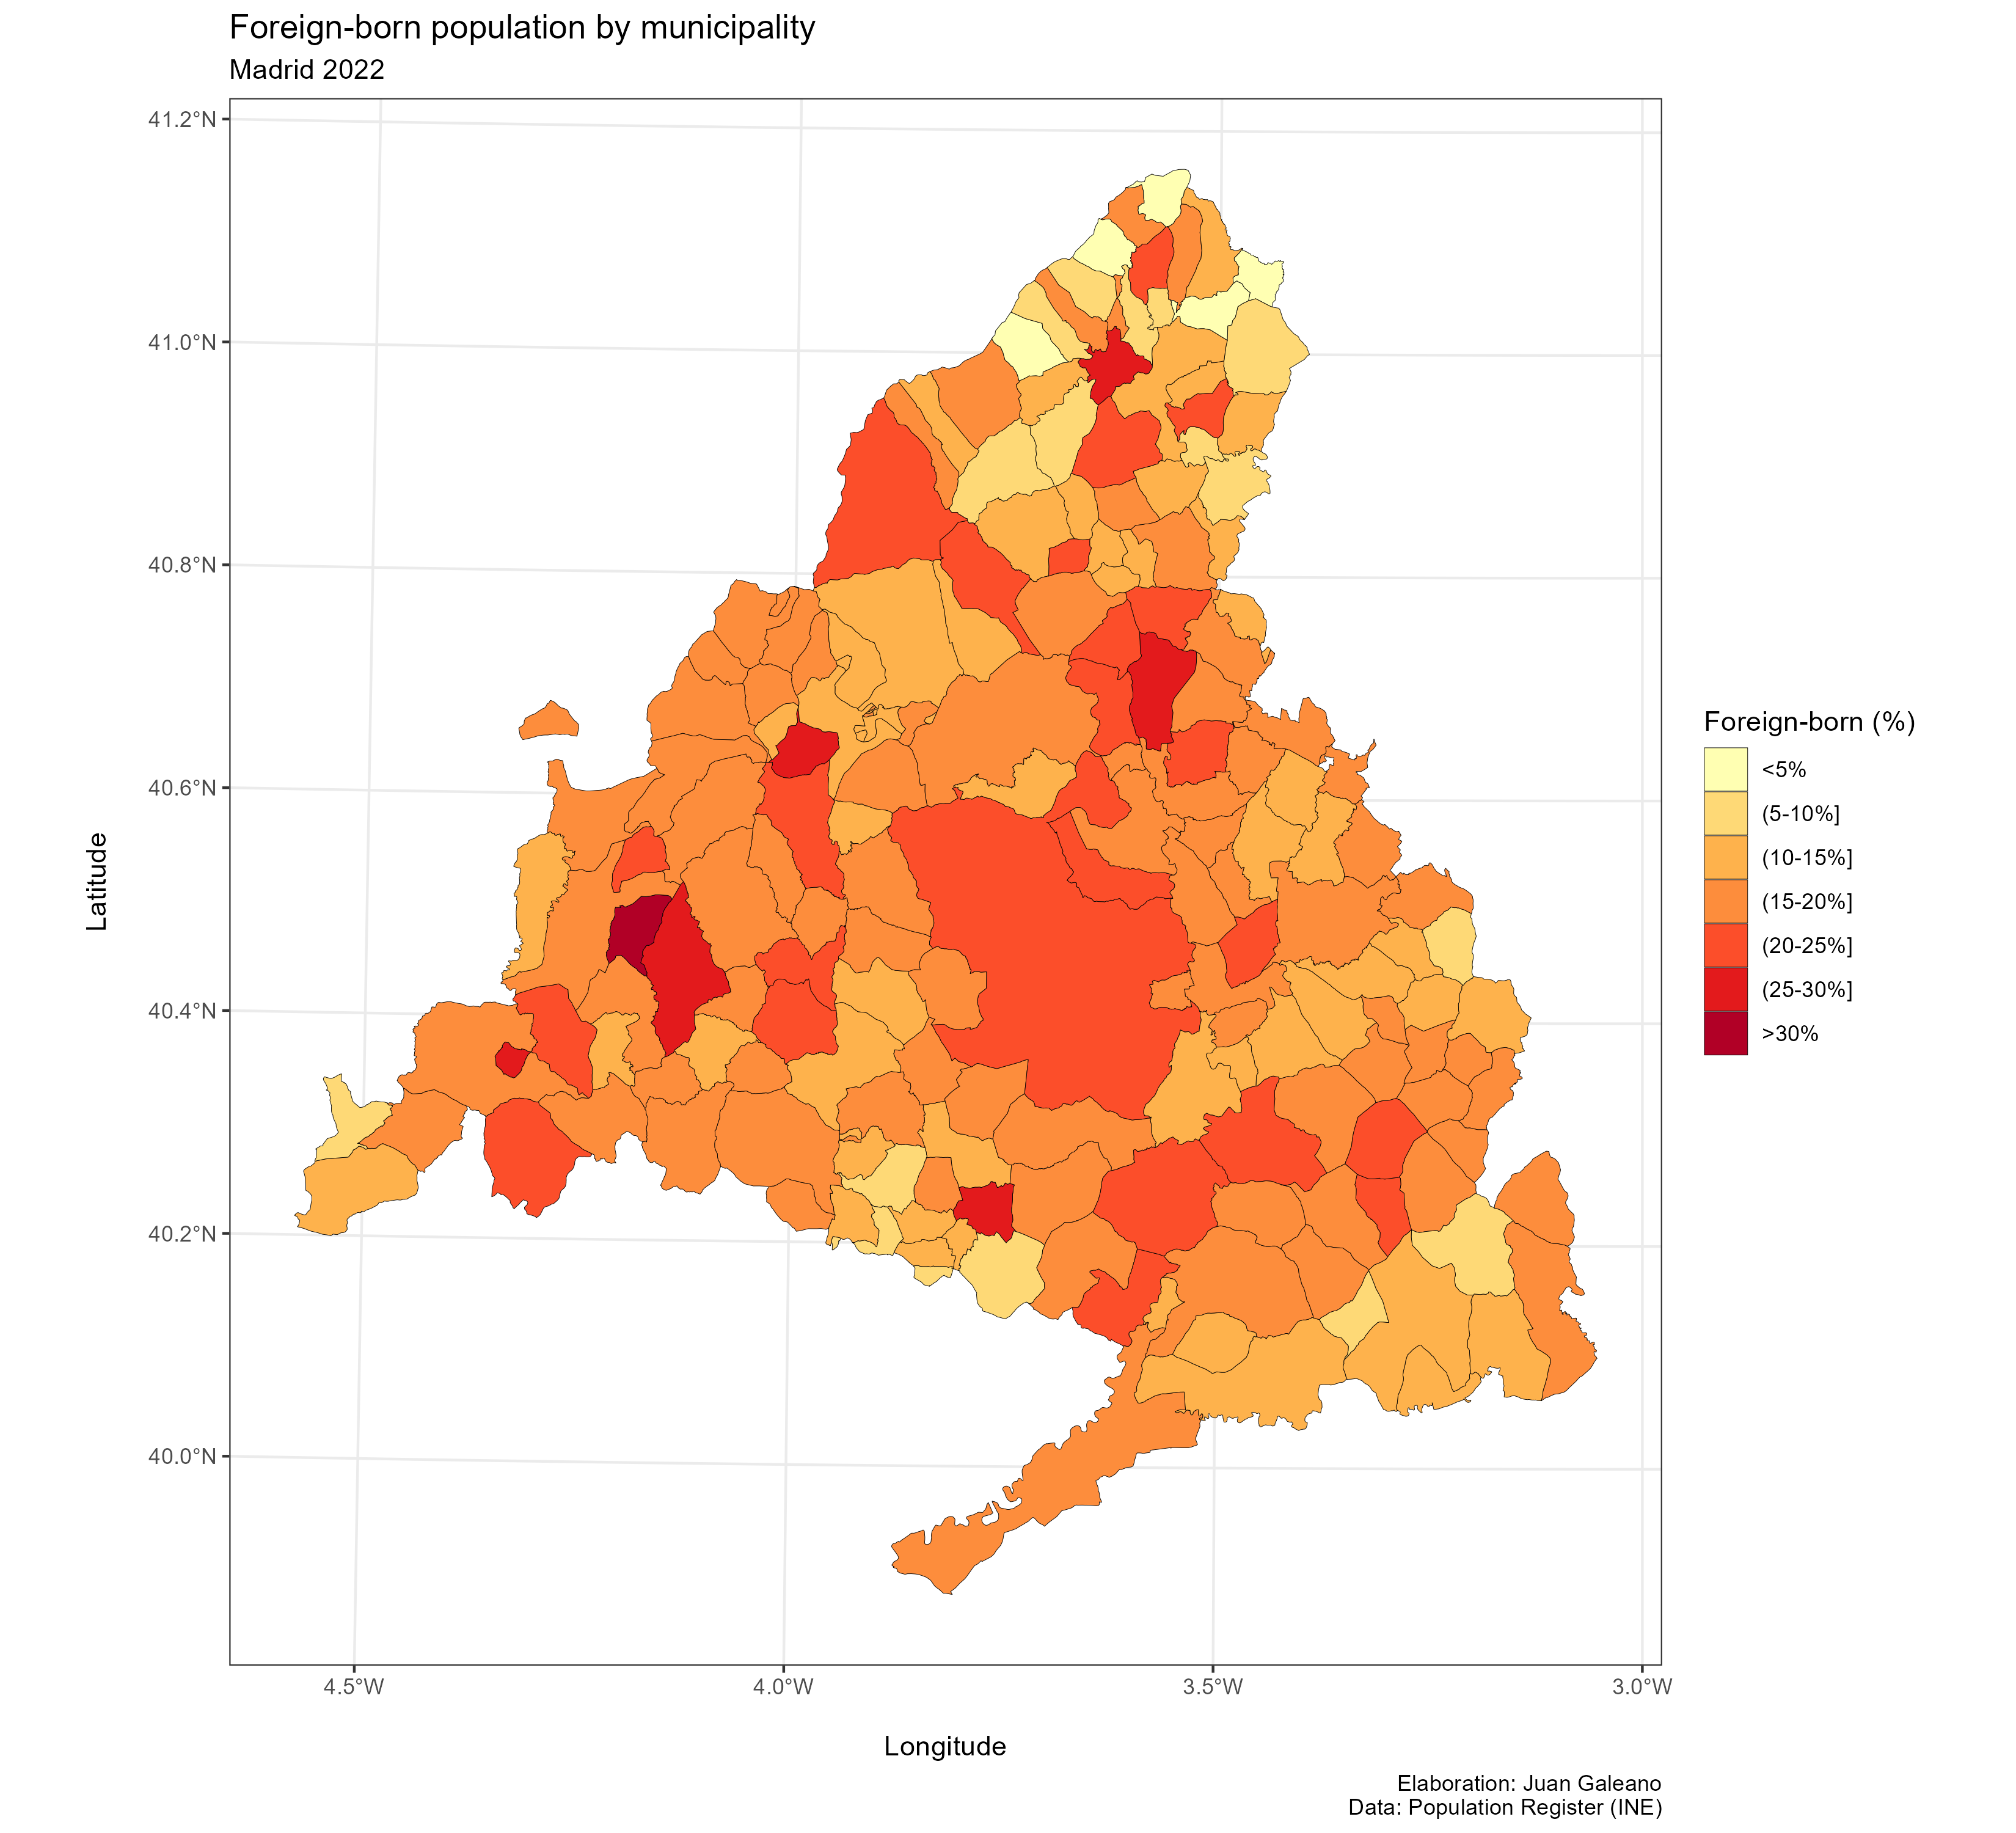 Foreign-born population by municipality
Madrid 2022
41.2°N
41.0°N
40.8°N
40.6°N
40.4°N
40.2°N
40.0°N
Latitude
4.5°W 4.0°W 3.5°W 3.0°W
Longitude
Foreign-born (%)
<5%
(5-10%]
(10-15%]
(15-20%]
(20-25%]
(25-30%]
>30%
Elaboration: Juan Galeano
Data: Population Register (INE)